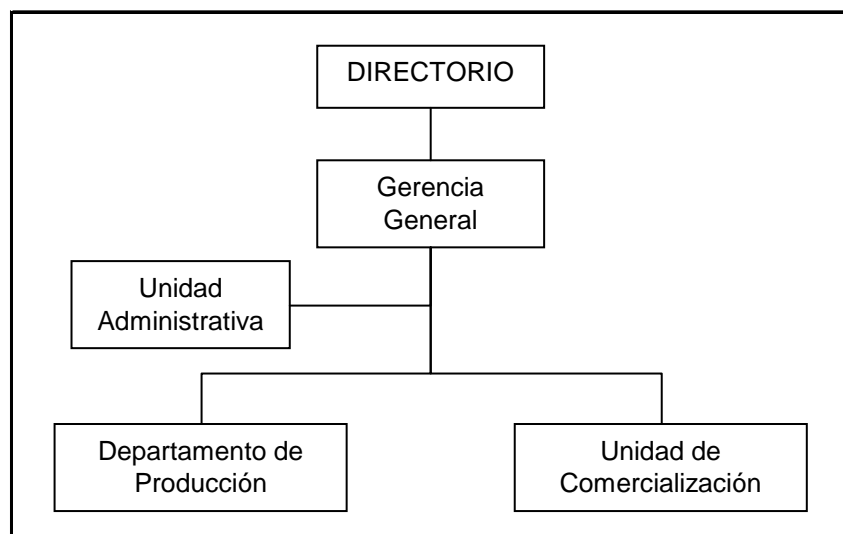 DIRECTORIO
Gerencia
General
Unidad
Administrativa
Departamento de
Producción
Unidad de
Comercialización